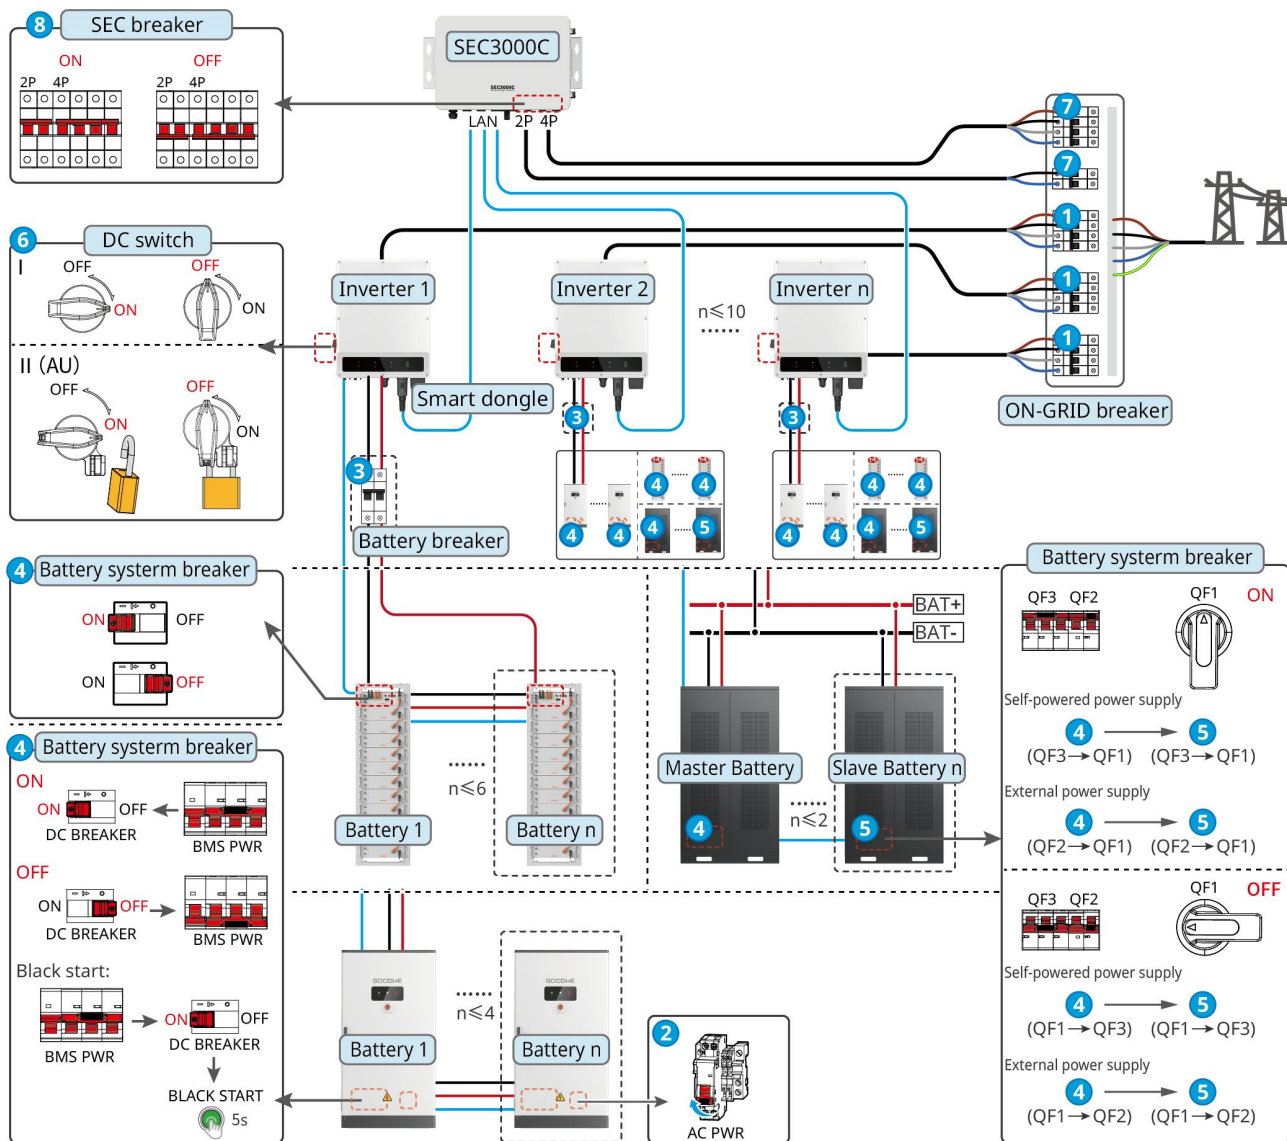 8 SEC breaker
ON OFF
2P 4P 2P 4P
SEC3000C
SEC3000C
LAN 2P 4P
7
7
1
1
1
ON-GRID breaker
6 DC switch
I
OFF
ON
OFF
ON
II (AU)
OFF
ON
OFF
ON
Inverter 1
Inverter 2
n≤10
......
Inverter n
Smart dongle
3
Battery breaker
3
4 4
4 4 4 5
3
4 4
4 4 4 5
4 Battery systerm breaker
ON OFF
ON OFF
4 Battery systerm breaker
ON
ON OFF
DC BREAKER
BMS PWR
OFF
ON OFF
DC BREAKER
BMS PWR
Black start:
BMS PWR
ON OFF
DC BREAKER
BLACK START
5s
......
n≤6
Battery 1
Battery n
BAT+
BAT-
Master Battery
Slave Battery n
......
n≤2
4
5
GOODWE
GOODWE
......
n≤4
Battery 1
Battery n
2
AC PWR
Battery systerm breaker
QF3 QF2 QF1 ON
Self-powered power supply
4 5
(QF3→QF1) (QF3→QF1)
External power supply
4 5
(QF2→QF1) (QF2→QF1)
QF3 QF2 QF1 OFF
Self-powered power supply
4 5
(QF1→QF3) (QF1→QF3)
External power supply
4 5
(QF1→QF2) (QF1→QF2)